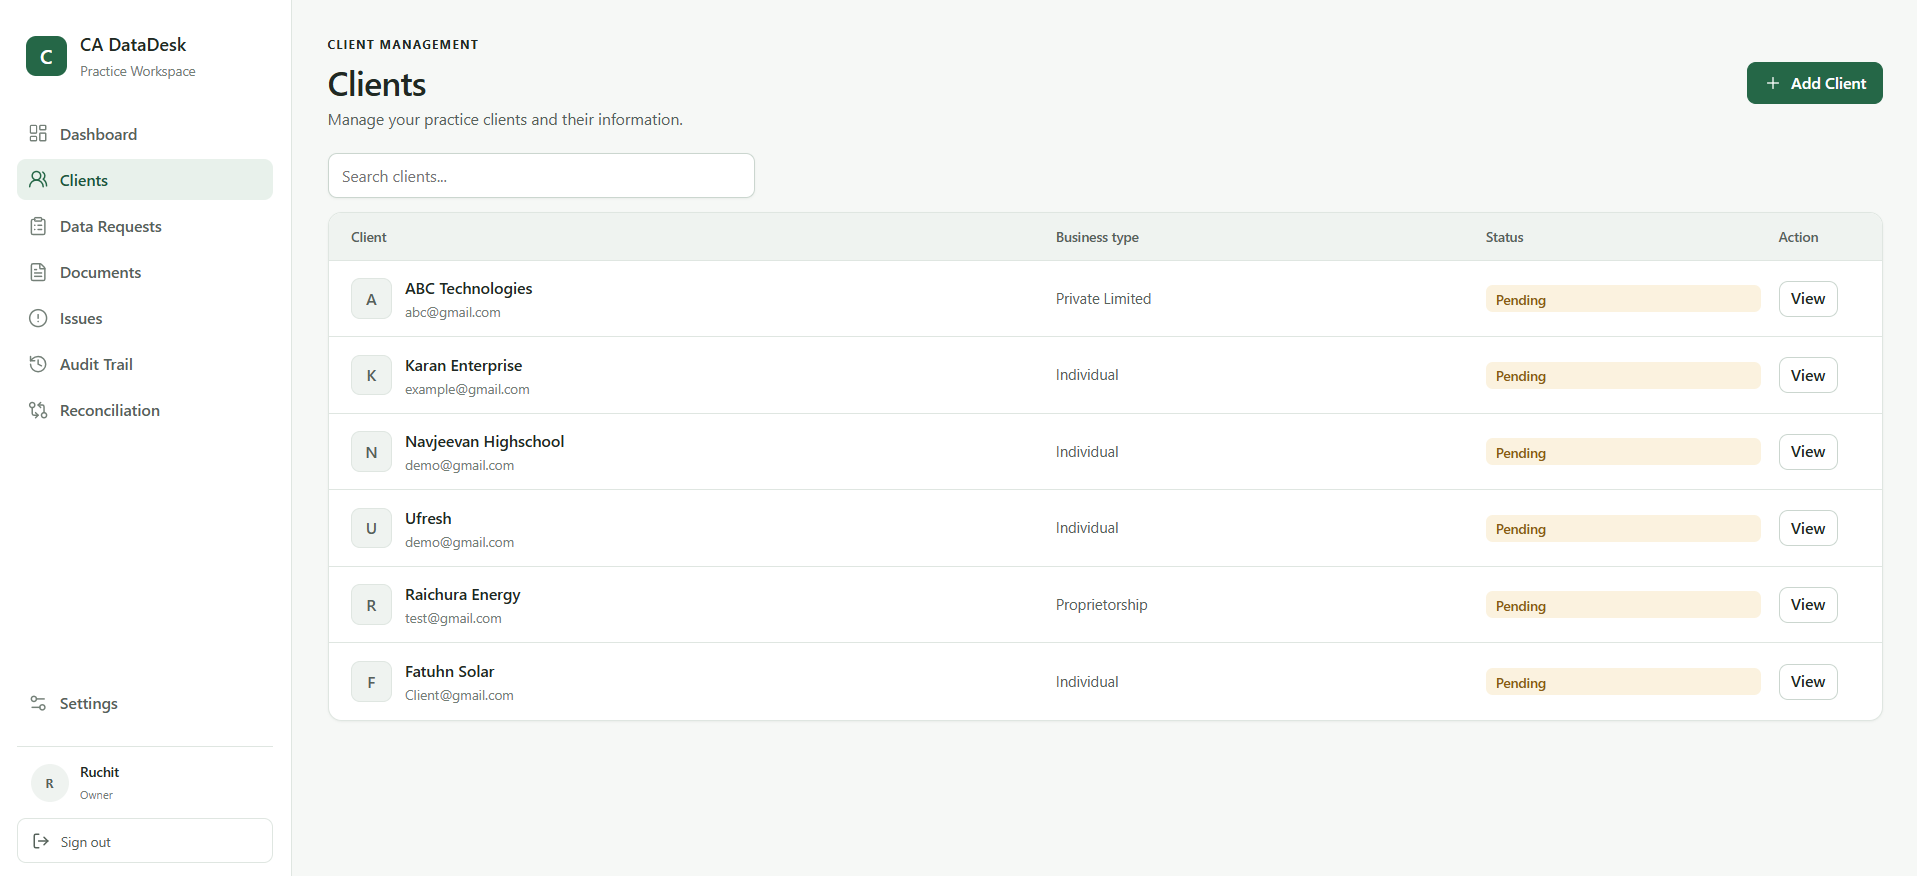 C
CA DataDesk
Practice Workspace
Dashboard
Clients
Data Requests
Documents
Issues
Audit Trail
Reconciliation
Settings
R
Ruchit
Owner
Sign out
CLIENT MANAGEMENT
Clients
Manage your practice clients and their information.
+ Add Client
Search clients...
Client Business type Status Action
A
ABC Technologies
abc@gmail.com
Private Limited
Pending
View
K
Karan Enterprise
example@gmail.com
Individual
Pending
View
N
Navjeevan Highschool
demo@gmail.com
Individual
Pending
View
U
Ufresh
demo@gmail.com
Individual
Pending
View
R
Raichura Energy
test@gmail.com
Proprietorship
Pending
View
F
Fatuhn Solar
Client@gmail.com
Individual
Pending
View